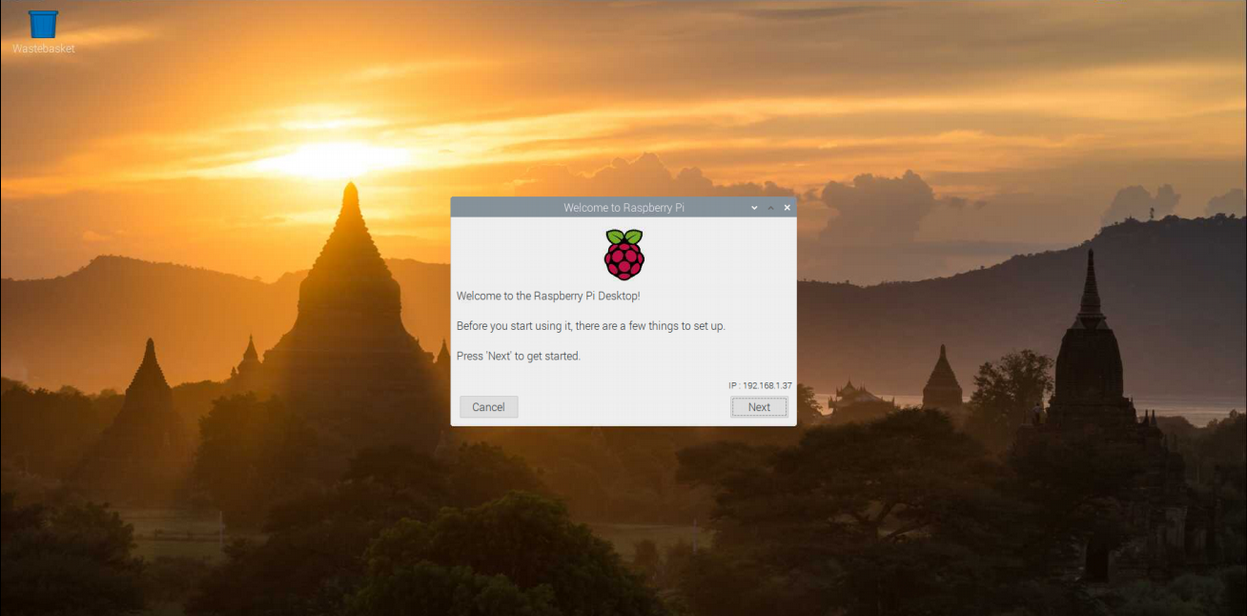 Wastebasket
Welcome to Raspberry Pi
Welcome to the Raspberry Pi Desktop!
Before you start using it, there are a few things to set up.
Press 'Next' to get started.
IP : 192.168.1.37
Cancel
Next